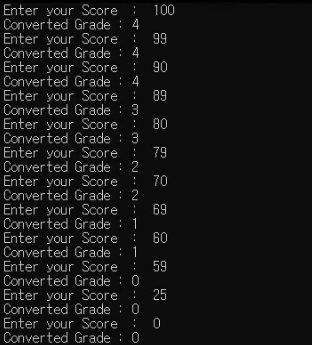 Enter your Score  :  100
Converted Grade : 4
Enter your Score  :  99
Converted Grade : 4
Enter your Score  :  90
Converted Grade : 4
Enter your Score  :  89
Converted Grade : 3
Enter your Score  :  80
Converted Grade : 3
Enter your Score  :  79
Converted Grade : 2
Enter your Score  :  70
Converted Grade : 2
Enter your Score  :  69
Converted Grade : 1
Enter your Score  :  60
Converted Grade : 1
Enter your Score  :  59
Converted Grade : 0
Enter your Score  :  25
Converted Grade : 0
Enter your Score  :  0
Converted Grade : 0